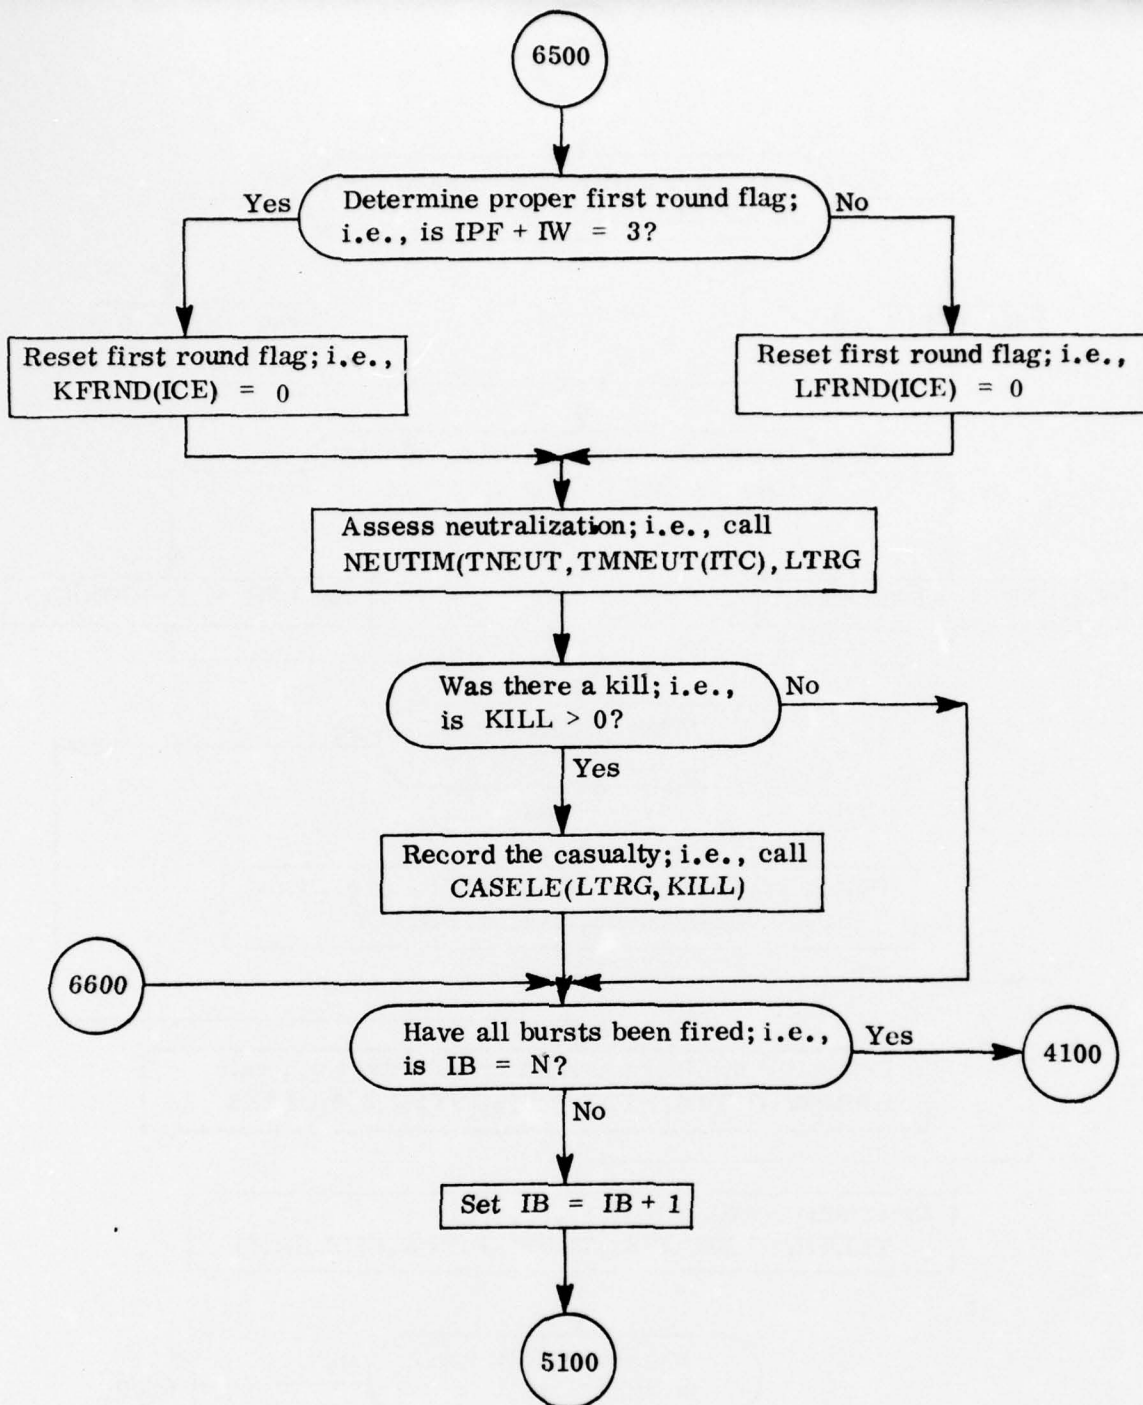 6500
Yes
Determine proper first round flag;
i.e., is IPF + IW = 3?
No
Reset first round flag; i.e.,
KFRND(ICE) = 0
Reset first round flag; i.e.,
LFRND(ICE) = 0
Assess neutralization; i.e., call
NEUTIM(TNEUT, TMNEUT(ITC), LTRG
Was there a kill; i.e.,
is KILL > 0?
No
Yes
Record the casualty; i.e., call
CASELE(LTRG, KILL)
6600
Have all bursts been fired; i.e.,
is IB = N?
Yes
4100
No
Set IB = IB + 1
5100